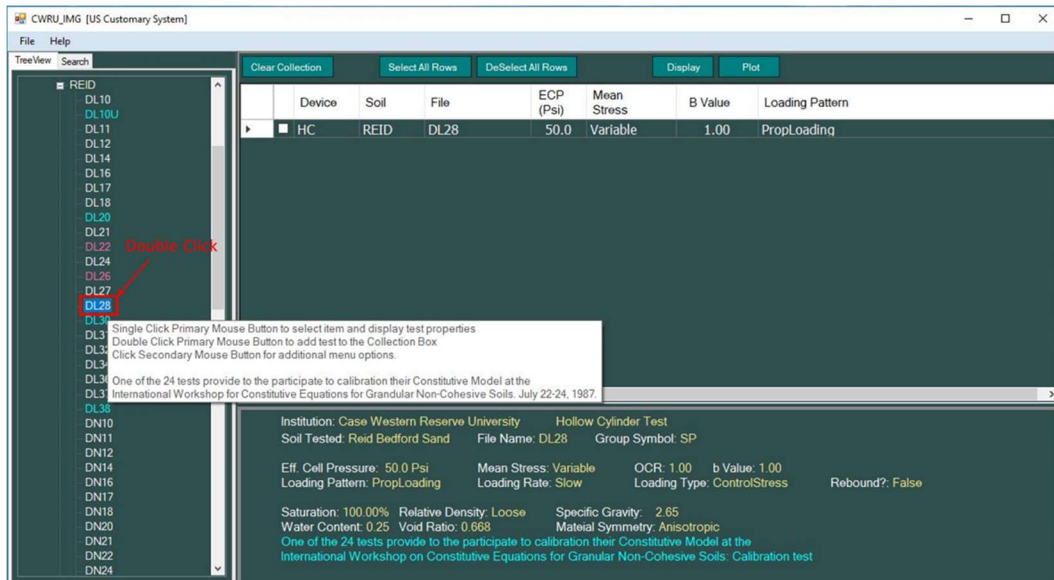 CWRU_IMG [US Customary System]
File Help
TreeView Search
REID
DL10
DL10U
DL11
DL12
DL14
DL16
DL17
DL18
DL20
DL21
DL22
DL24
DL26
DL27
DL28
DL30
DL3
DL3
DL3
DL36
DL3
DL38
DN10
DN11
DN12
DN14
DN16
DN17
DN18
DN20
DN21
DN22
DN24
Double Click
Single Click Primary Mouse Button to select item and display test properties
Double Click Primary Mouse Button to add test to the Collection Box
Click Secondary Mouse Button for additional menu options.
One of the 24 tests provide to the participate to calibration their Constitutive Model at the
International Workshop for Constitutive Equations for Grandular Non-Cohesive Soils. July 22-24, 1987.
Clear Collection Select All Rows DeSelect All Rows Display Plot
Device Soil File ECP (Psi) Mean Stress B Value Loading Pattern
HC REID DL28 50.0 Variable 1.00 PropLoading
Institution: Case Western Reserve University Hollow Cylinder Test
Soil Tested: Reid Bedford Sand File Name: DL28 Group Symbol: SP
Eff. Cell Pressure: 50.0 Psi Mean Stress: Variable OCR: 1.00 b Value: 1.00
Loading Pattern: PropLoading Loading Rate: Slow Loading Type: ControlStress Rebound?: False
Saturation: 100.00% Relative Density: Loose Specific Gravity: 2.65
Water Content: 0.25 Void Ratio: 0.668 Mateial Symmetry: Anisotropic
One of the 24 tests provide to the participate to calibration their Constitutive Model at the
International Workshop on Constitutive Equations for Granular Non-Cohesive Soils: Calibration test